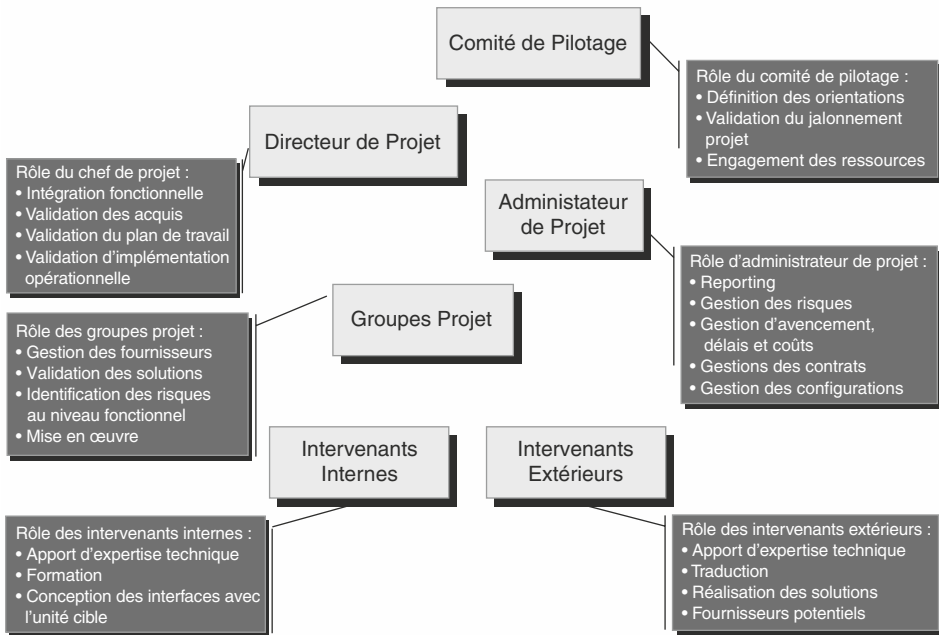 Comité de Pilotage
Rôle du comité de pilotage :
• Définition des orientations
• Validation du jalonnement
projet
• Engagement des ressources
Directeur de Projet
Rôle du chef de projet :
• Intégration fonctionnelle
• Validation des acquis
• Validation du plan de travail
• Validation d’implémentation
opérationnelle
Administateur
de Projet
Rôle d’administrateur de projet :
• Reporting
• Gestion des risques
• Gestion d’avencement,
délais et coûts
• Gestions des contrats
• Gestion des configurations
Groupes Projet
Rôle des groupes projet :
• Gestion des fournisseurs
• Validation des solutions
• Identification des risques
au niveau fonctionnel
• Mise en œuvre
Intervenants
Internes
Rôle des intervenants internes :
• Apport d’expertise technique
• Formation
• Conception des interfaces avec
l’unité cible
Intervenants
Extérieurs
Rôle des intervenants extérieurs :
• Apport d’expertise technique
• Traduction
• Réalisation des solutions
• Fournisseurs potentiels